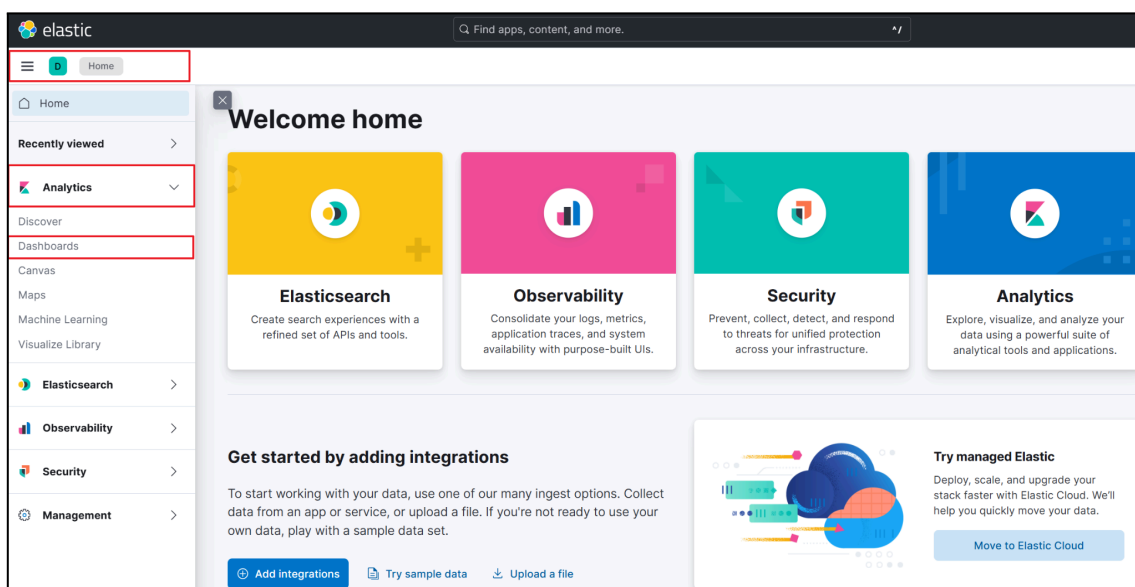 elastic
Find apps, content, and more.
^/
D
Home
Home
Recently viewed
Analytics
Discover
Dashboards
Canvas
Maps
Machine Learning
Visualize Library
Elasticsearch
Observability
Security
Management
Welcome home
Elasticsearch
Create search experiences with a
refined set of APIs and tools.
Observability
Consolidate your logs, metrics,
application traces, and system
availability with purpose-built UIs.
Security
Prevent, collect, detect, and respond
to threats for unified protection
across your infrastructure.
Analytics
Explore, visualize, and analyze your
data using a powerful suite of
analytical tools and applications.
Get started by adding integrations
To start working with your data, use one of our many ingest options. Collect
data from an app or service, or upload a file. If you're not ready to use your
own data, play with a sample data set.
Add integrations
Try sample data
Upload a file
Try managed Elastic
Deploy, scale, and upgrade your
stack faster with Elastic Cloud. We'll
help you quickly move your data.
Move to Elastic Cloud